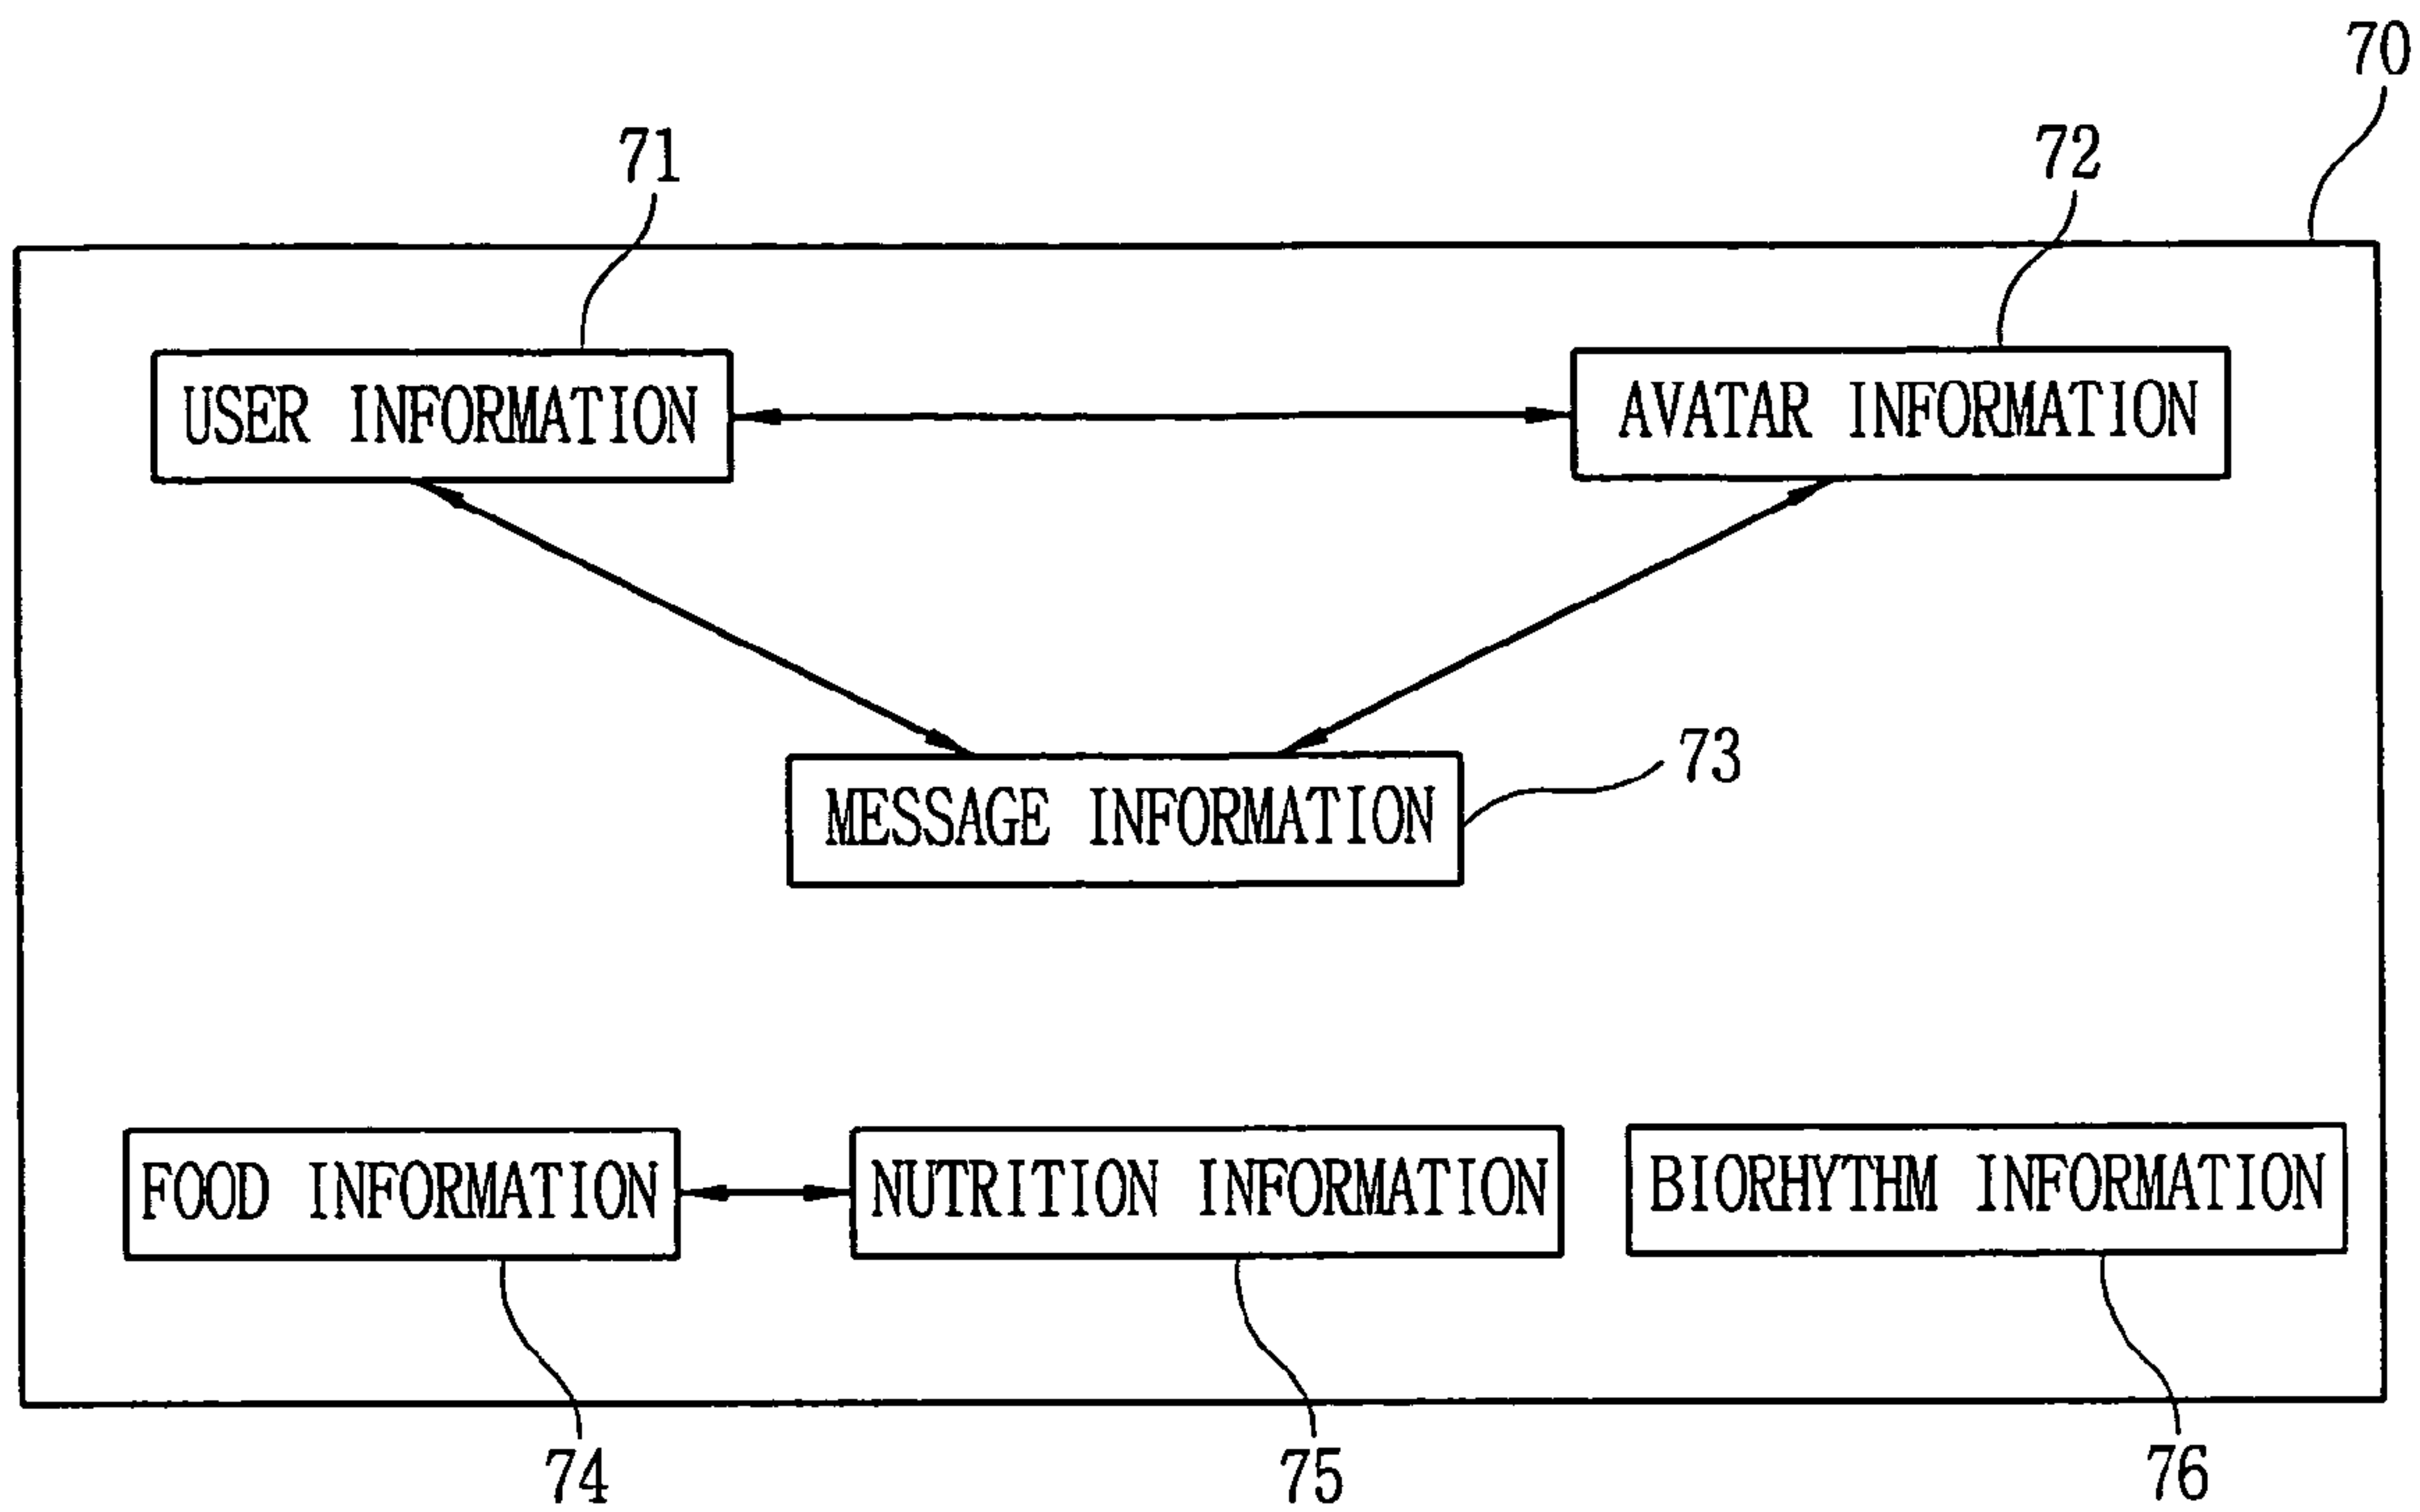 70
71
72
USER INFORMATION
AVATAR INFORMATION
73
MESSAGE INFORMATION
FOOD INFORMATION
NUTRITION INFORMATION
BIORHYTHM INFORMATION
74
75
76